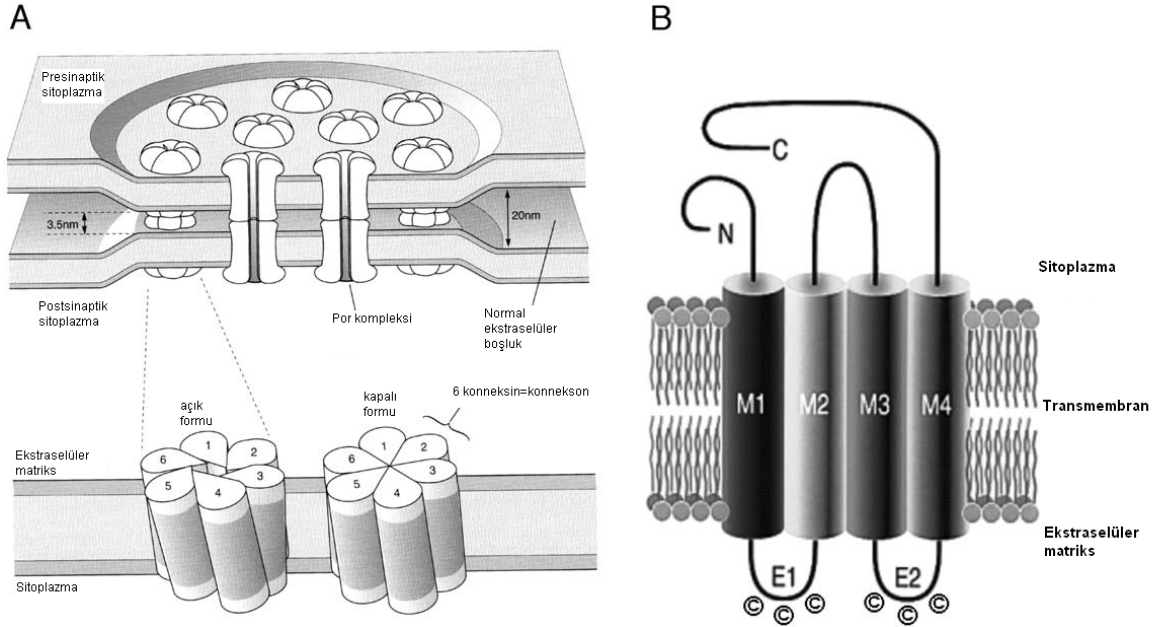 A
Presinaptik
sitoplazma
3.5nm
20nm
Postsinaptik
sitoplazma
Por kompleksi
Normal
ekstraselüler
boşluk
6 konneksin=konnekson
açık
formu
kapalı
formu
Ekstraselüler
matriks
1
2
3
4
5
6
1
2
3
4
5
6
Sitoplazma
B
C
N
Sitoplazma
M1 M2 M3 M4
Transmembran
Ekstraselüler
matriks
E1 E2
© © © © © ©